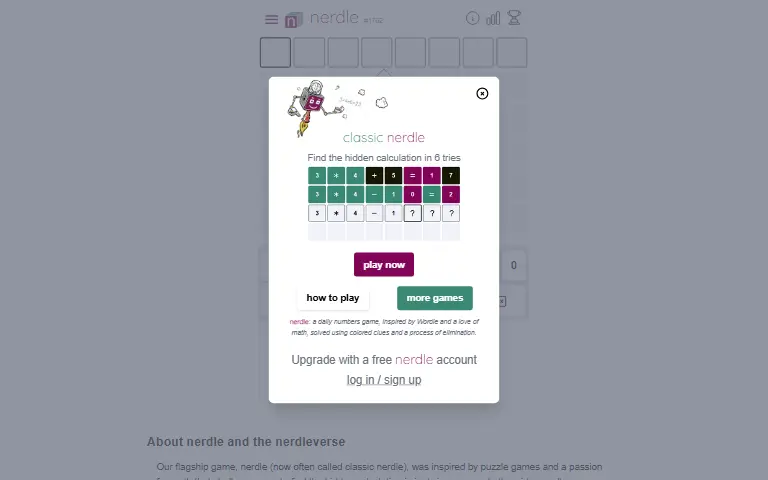 nerdle #1702
classic nerdle
Find the hidden calculation in 6 tries
3 * 4 + 5 = 1 7
3 * 4 - 1 0 = 2
3 * 4 - 1 ? ? ?
play now
0
how to play
more games
nerdle: a daily numbers game, inspired by Wordle and a love of
math, solved using colored clues and a process of elimination.
Upgrade with a free nerdle account
log in / sign up
About nerdle and the nerdleverse
Our flagship game, nerdle (now often called classic nerdle), was inspired by puzzle games and a passion